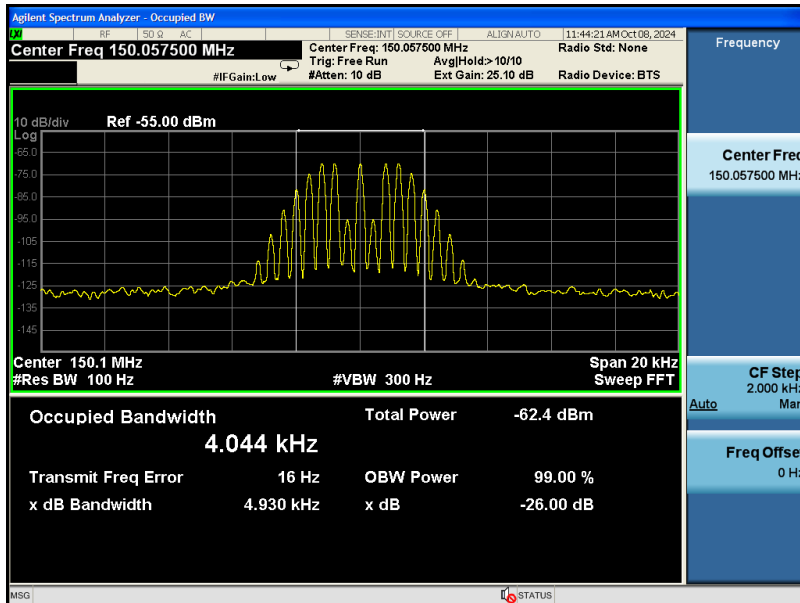 Agilent Spectrum Analyzer - Occupied BW
LXI RF 50 Ω AC SENSE:INT SOURCE OFF ALIGN AUTO 11:44:21 AM Oct 08, 2024
Center Freq 150.057500 MHz
Center Freq: 150.057500 MHz Radio Std: None
Trig: Free Run Avg|Hold:>10/10
#IFGain:Low #Atten: 10 dB Ext Gain: 25.10 dB Radio Device: BTS
10 dB/div Ref -55.00 dBm
Log
-65.0
-75.0
-85.0
-95.0
-105
-115
-125
-135
-145
Center 150.1 MHz Span 20 kHz
#Res BW 100 Hz #VBW 300 Hz Sweep FFT
Occupied Bandwidth Total Power -62.4 dBm
4.044 kHz
Transmit Freq Error 16 Hz OBW Power 99.00 %
x dB Bandwidth 4.930 kHz x dB -26.00 dB
MSG STATUS
Frequency
Center Freq
150.057500 MHz
CF Step
2.000 kHz
Auto Man
Freq Offset
0 Hz